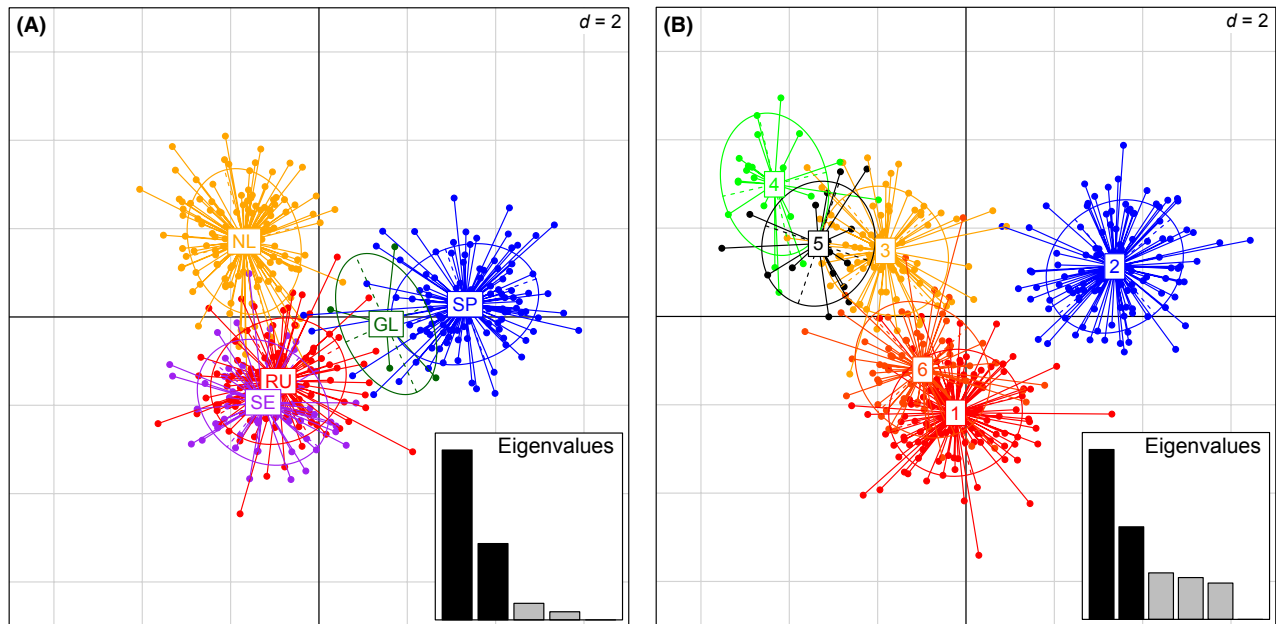 (A)
d = 2
NL
GL
SP
RU
SE
Eigenvalues
(B)
d = 2
4
5
3
2
6
1
Eigenvalues